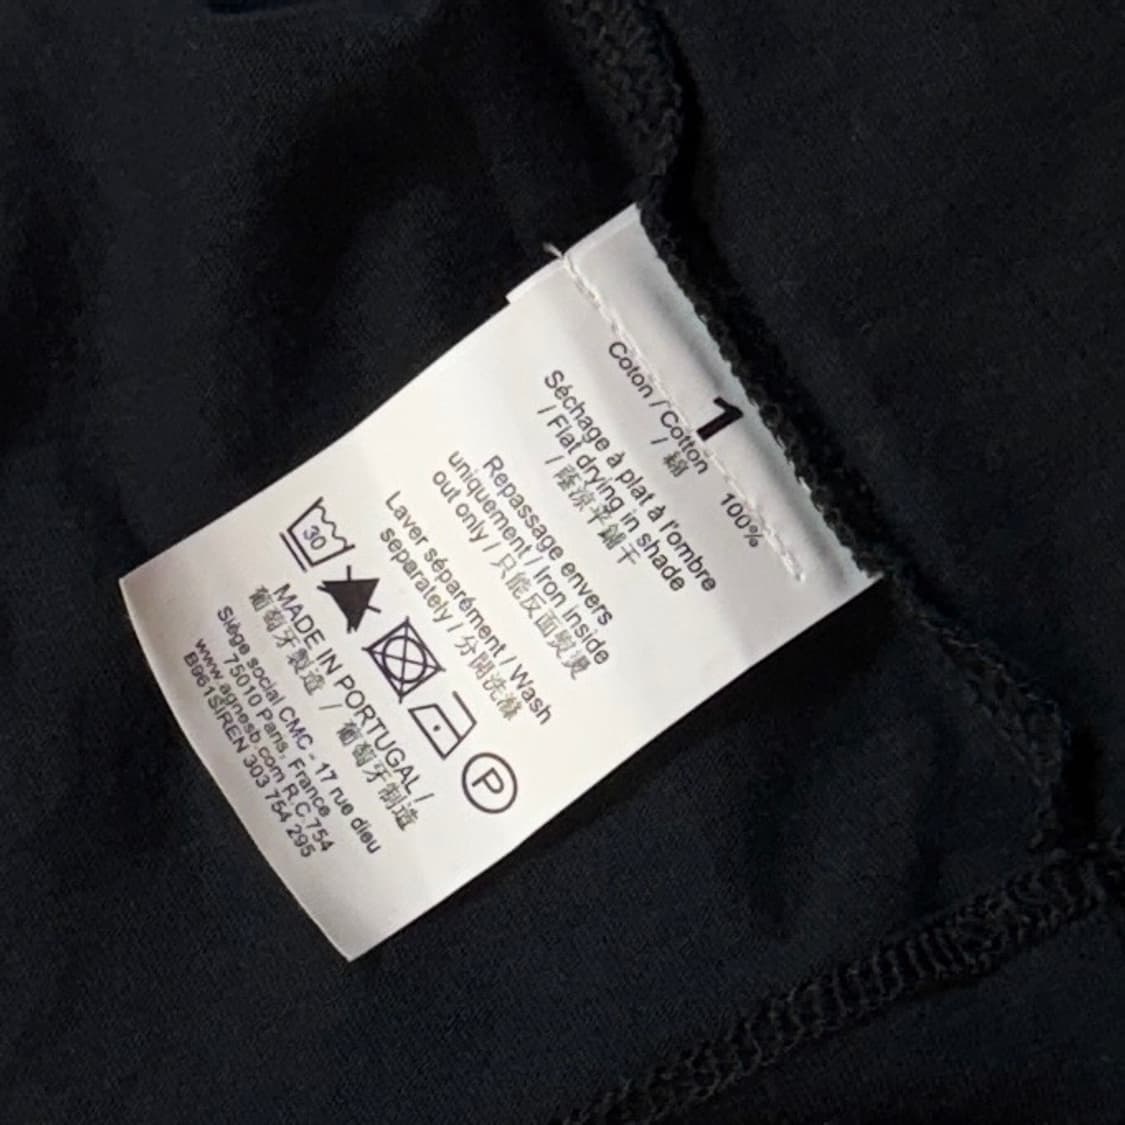 1
Coton / Cotton
/ 綿
100%
Séchage à plat à l'ombre
/ Flat drying in shade
/ 蔭涼平鋪干
Repassage envers
uniquement / Iron inside
out only / 只能反面熨燙
Laver séparément / Wash
separately / 分開洗滌
30
P
MADE IN PORTUGAL /
葡萄牙製造 / 葡萄牙制造
Siège social CMC - 17 rue dieu
75010 Paris, France
www.agnesb.com R.C.754
B961SIREN 303 754 295